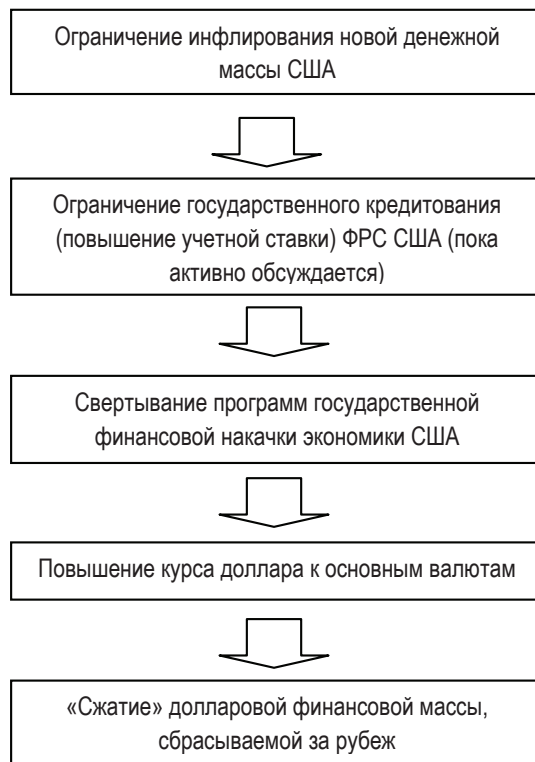 Ограничение инфлирования новой денежной
массы США
Ограничение государственного кредитования
(повышение учетной ставки) ФРС США (пока
активно обсуждается)
Свертывание программ государственной
финансовой накачки экономики США
Повышение курса доллара к основным валютам
«Сжатие» долларовой финансовой массы,
сбрасываемой за рубеж